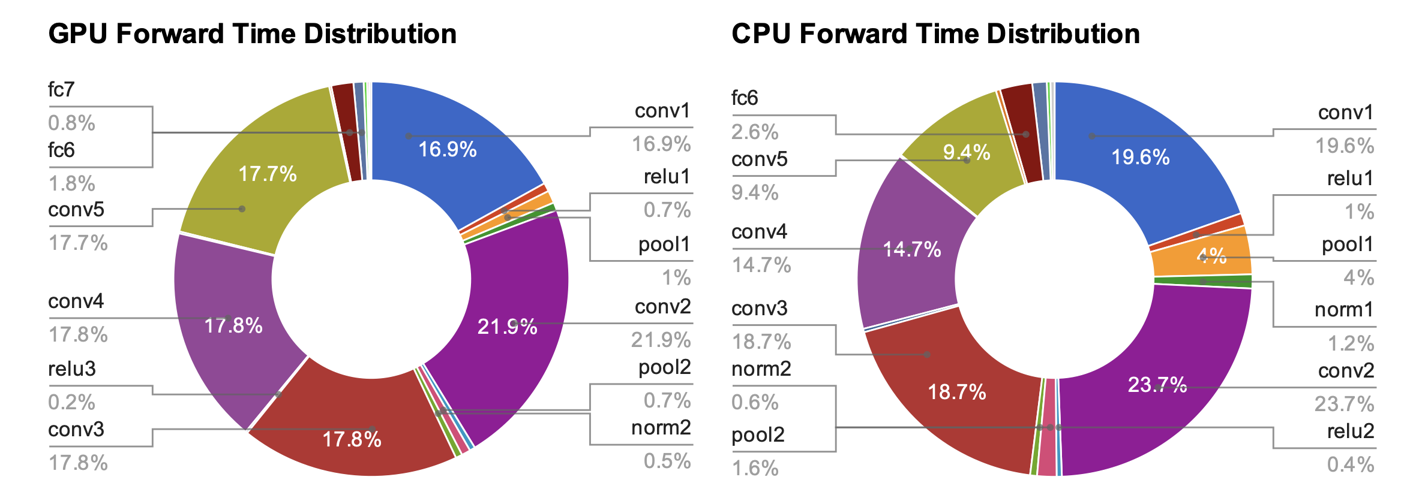 GPU Forward Time Distribution
fc7
0.8%
fc6
1.8%
conv5
17.7%
conv4
17.8%
relu3
0.2%
conv3
17.8%
16.9%
21.9%
17.8%
17.8%
17.7%
conv1
16.9%
relu1
0.7%
pool1
1%
conv2
21.9%
pool2
0.7%
norm2
0.5%
CPU Forward Time Distribution
fc6
2.6%
conv5
9.4%
conv4
14.7%
conv3
18.7%
norm2
0.6%
pool2
1.6%
19.6%
4%
23.7%
18.7%
14.7%
9.4%
conv1
19.6%
relu1
1%
pool1
4%
norm1
1.2%
conv2
23.7%
relu2
0.4%